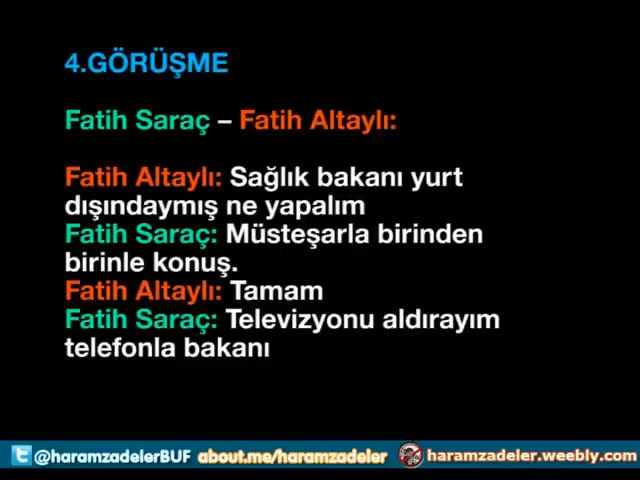 4.GÖRÜŞME
Fatih Saraç – Fatih Altaylı:
Fatih Altaylı: Sağlık bakanı yurt
dışındaymış ne yapalım
Fatih Saraç: Müsteşarla birinden
birinle konuş.
Fatih Altaylı: Tamam
Fatih Saraç: Televizyonu aldırayım
telefonla bakanı
@haramzadelerBUF about.me/haramzadeler haramzadeler.weebly.com